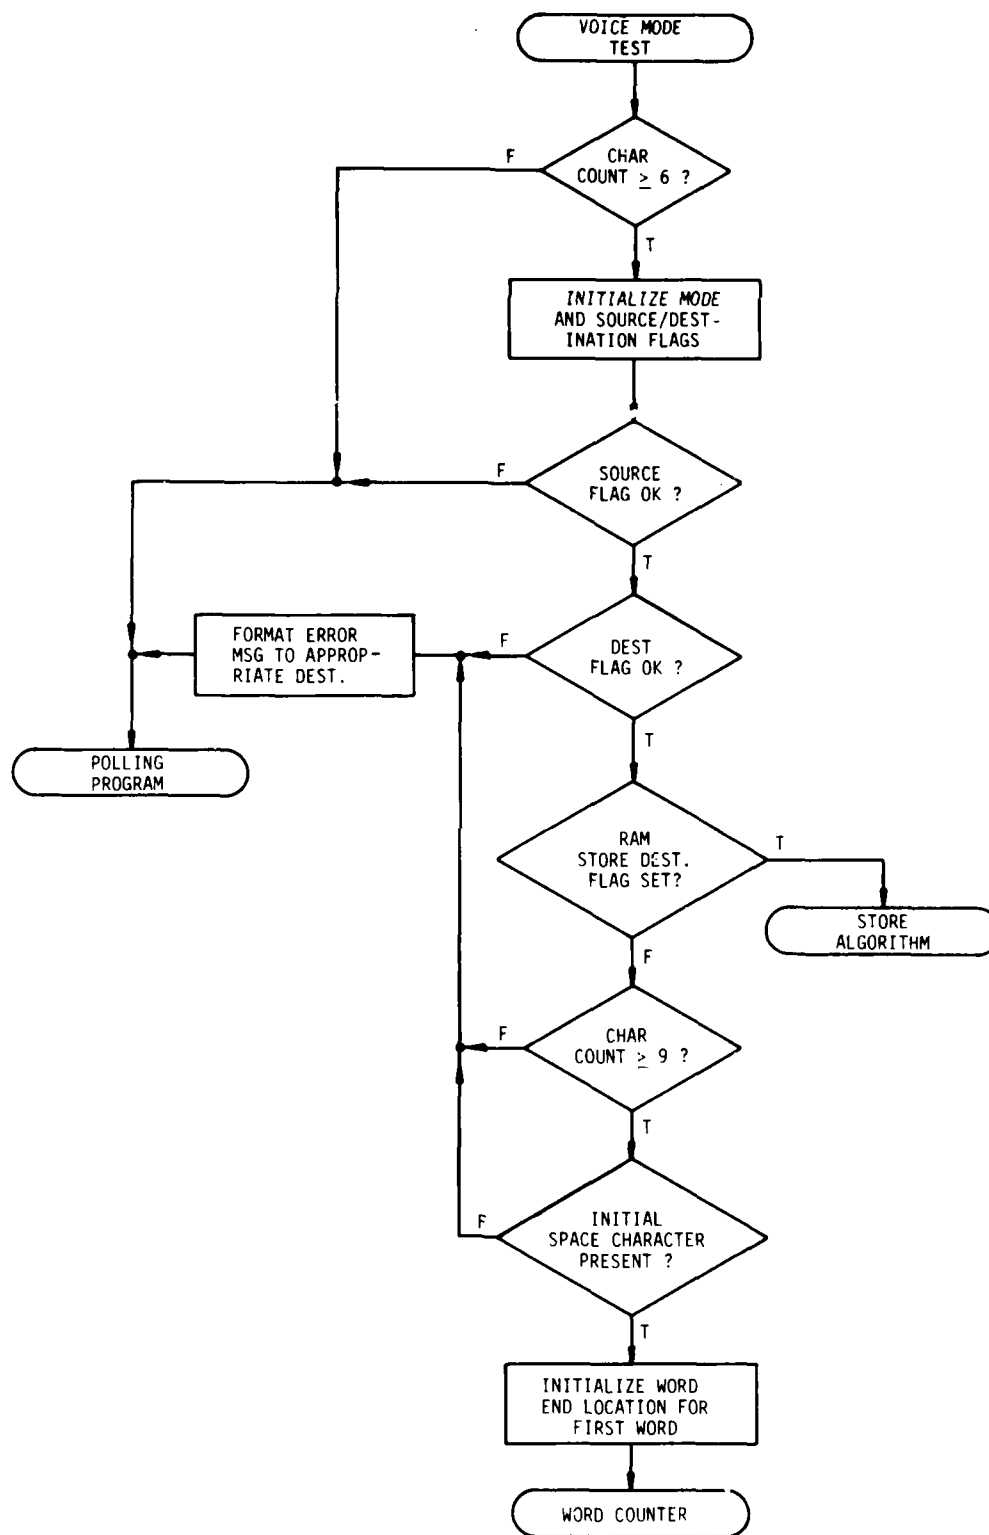 VOICE MODE
TEST
CHAR
COUNT ≥ 6 ?
F
T
INITIALIZE MODE
AND SOURCE/DEST-
INATION FLAGS
SOURCE
FLAG OK ?
F
T
FORMAT ERROR
MSG TO APPROP-
RIATE DEST.
F
DEST
FLAG OK ?
T
POLLING
PROGRAM
RAM
STORE DEST.
FLAG SET?
T
STORE
ALGORITHM
F
CHAR
COUNT ≥ 9 ?
F
T
INITIAL
SPACE CHARACTER
PRESENT ?
F
T
INITIALIZE WORD
END LOCATION FOR
FIRST WORD
WORD COUNTER